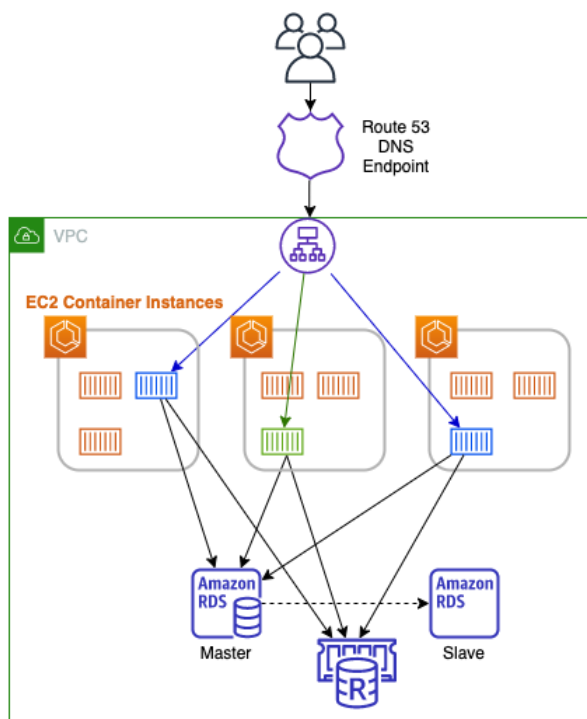 Route 53
DNS
Endpoint
VPC
EC2 Container Instances
Amazon
RDS
Amazon
RDS
Master
Slave
R